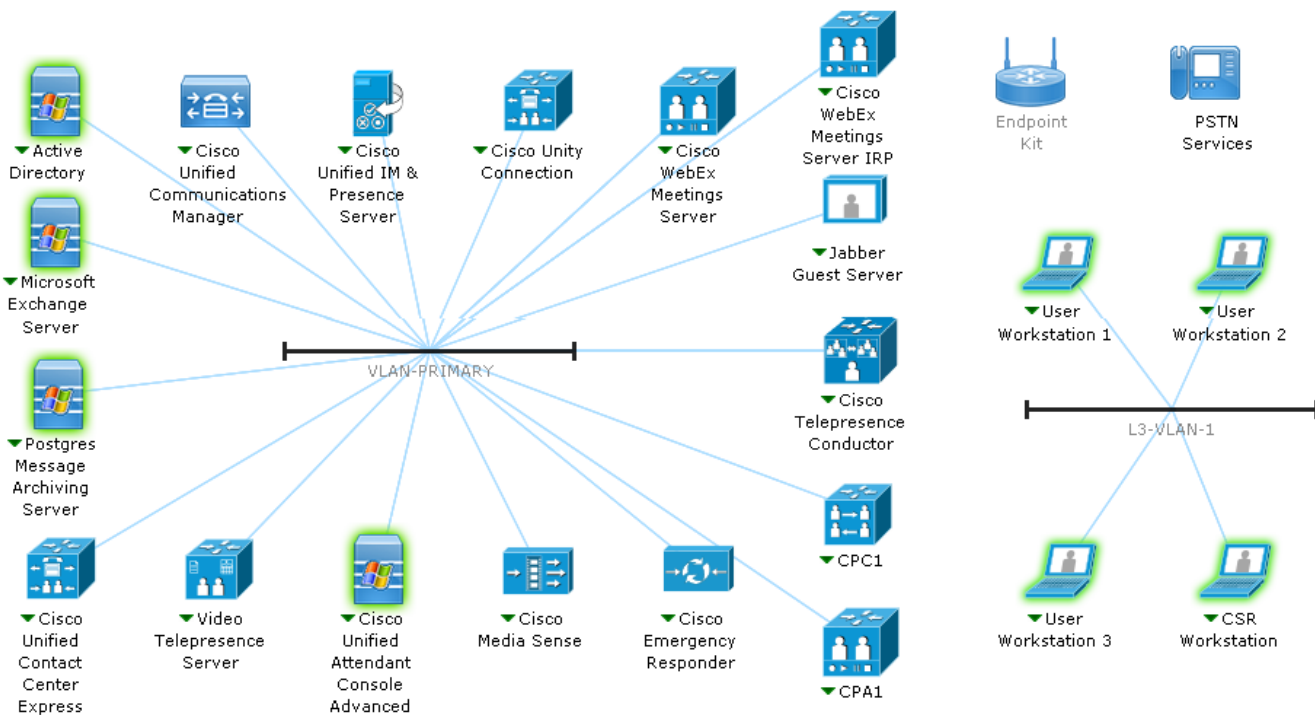 Active
Directory
Cisco
Unified
Communications
Manager
Cisco
Unified IM &
Presence
Server
Cisco Unity
Connection
Cisco
WebEx
Meetings
Server
Cisco
WebEx
Meetings
Server IRP
Endpoint
Kit
PSTN
Services
Microsoft
Exchange
Server
Jabber
Guest Server
User
Workstation 1
User
Workstation 2
VLAN-PRIMARY
Postgres
Message
Archiving
Server
Cisco
Telepresence
Conductor
L3-VLAN-1
CPC1
Cisco
Unified
Contact
Center
Express
Video
Telepresence
Server
Cisco
Unified
Attendant
Console
Advanced
Cisco
Media Sense
Cisco
Emergency
Responder
CPA1
User
Workstation 3
CSR
Workstation